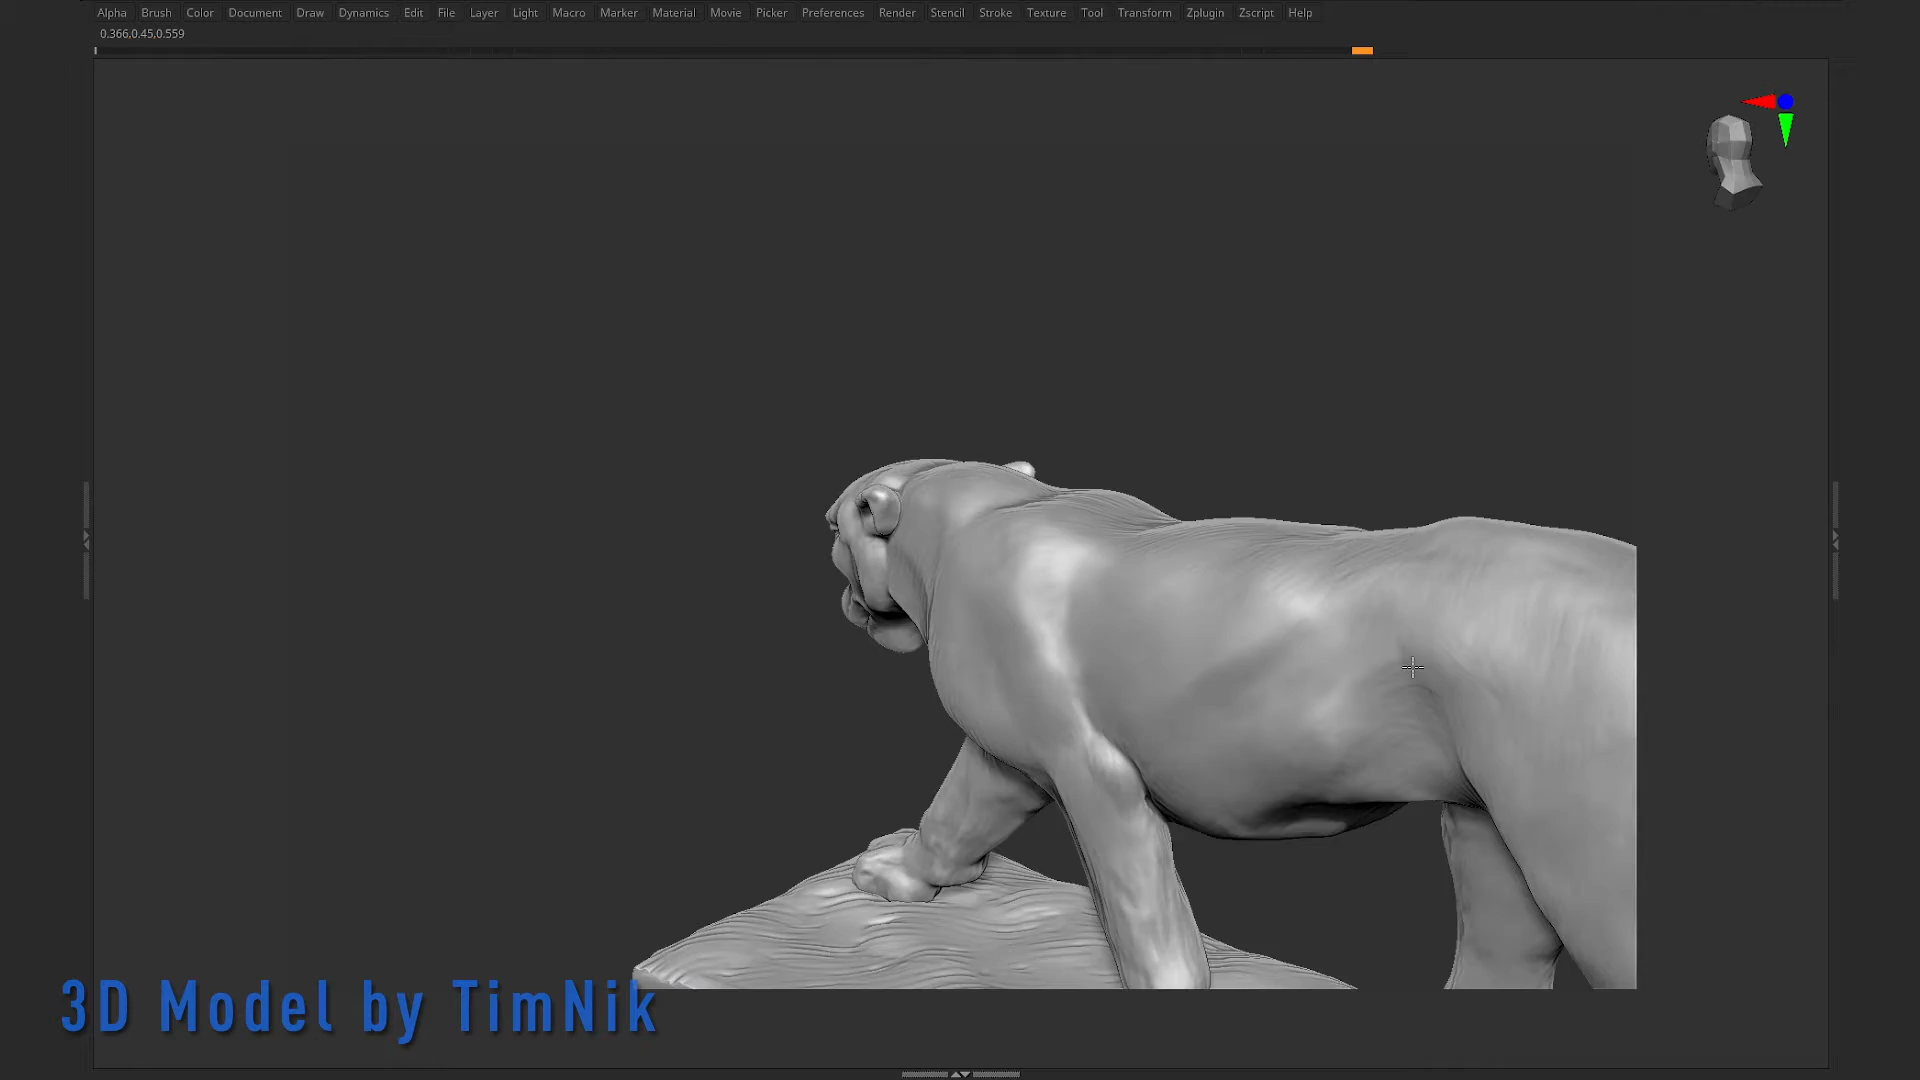 Alpha Brush Color Document Draw Dynamics Edit File Layer Light Macro Marker Material Movie Picker Preferences Render Stencil Stroke Texture Tool Transform Zplugin Zscript Help
0.366,0.45,0.559
3D Model by TimNik